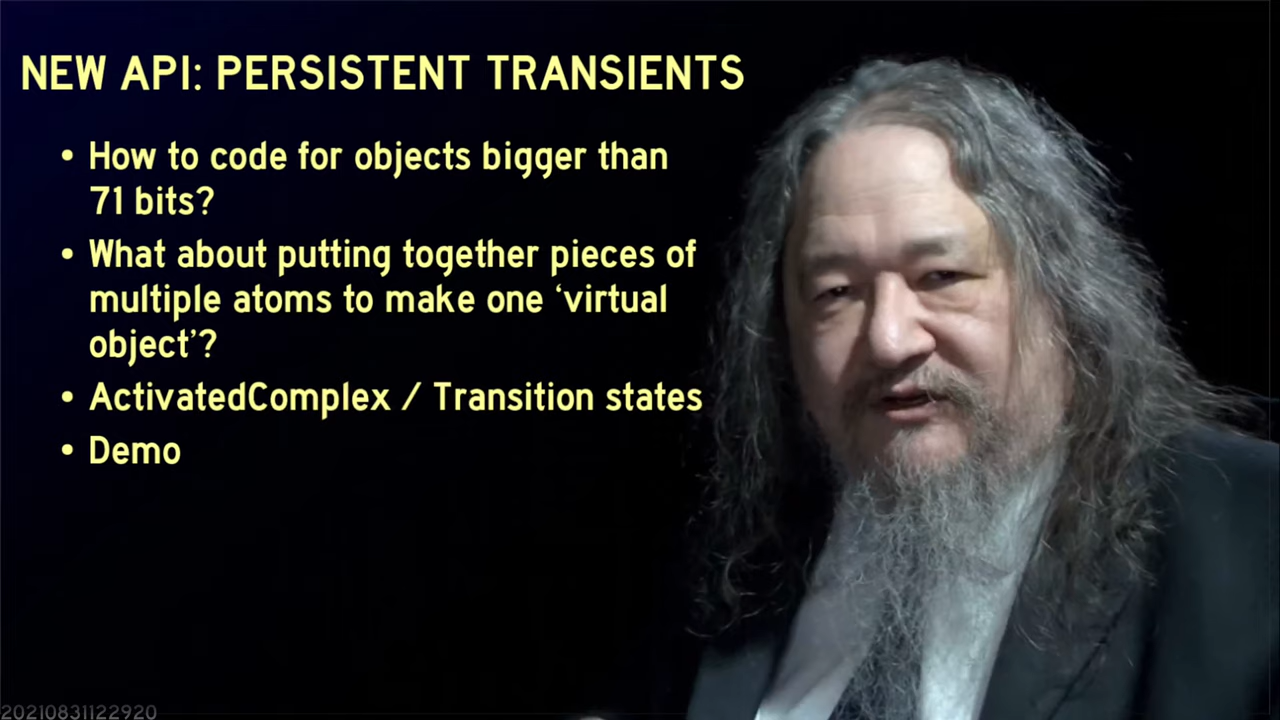 NEW API: PERSISTENT TRANSIENTS
• How to code for objects bigger than
71 bits?
• What about putting together pieces of
multiple atoms to make one ‘virtual
object’?
• ActivatedComplex / Transition states
• Demo
20210831122920